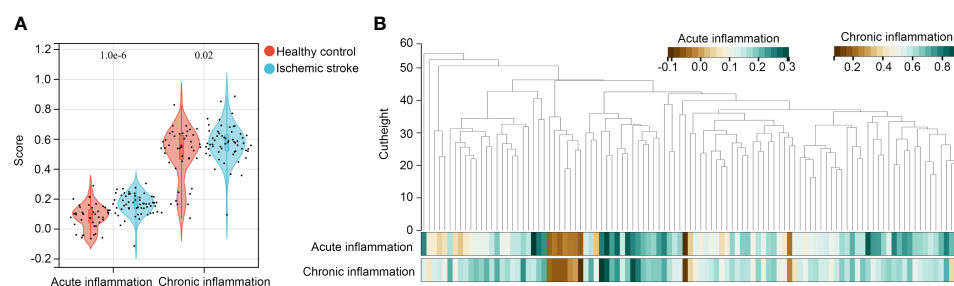 A
1.2
1.0
0.8
0.6
0.4
0.2
0.0
-0.2
Score
1.0e-6
0.02
Acute inflammation
Chronic inflammation
Healthy control
Ischemic stroke
B
60
50
40
30
20
10
0
Cutheight
Acute inflammation
-0.1 0.0 0.1 0.2 0.3
Chronic inflammation
0.2 0.4 0.6 0.8
Acute inflammation
Chronic inflammation